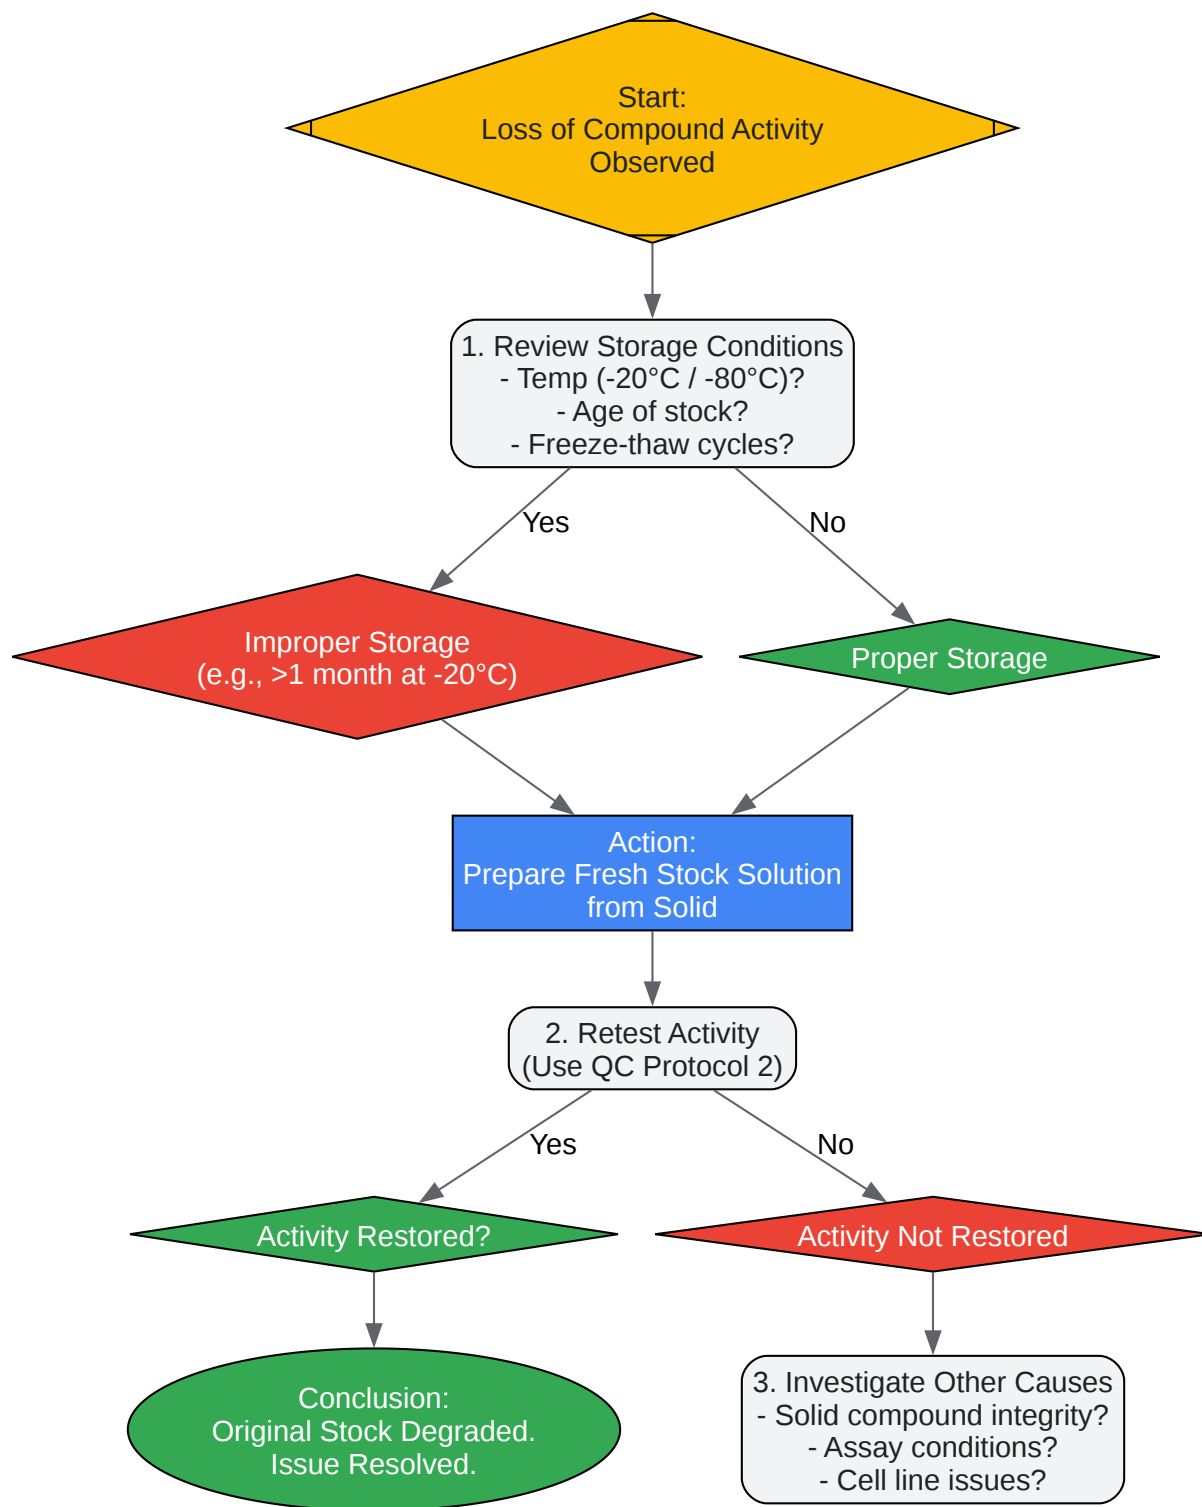 Start:
Loss of Compound Activity
Observed
1. Review Storage Conditions
- Temp (-20°C / -80°C)?
- Age of stock?
- Freeze-thaw cycles?
Yes
No
Improper Storage
(e.g., >1 month at -20°C)
Proper Storage
Action:
Prepare Fresh Stock Solution
from Solid
2. Retest Activity
(Use QC Protocol 2)
Yes
No
Activity Restored?
Activity Not Restored
Conclusion:
Original Stock Degraded.
Issue Resolved.
3. Investigate Other Causes
- Solid compound integrity?
- Assay conditions?
- Cell line issues?